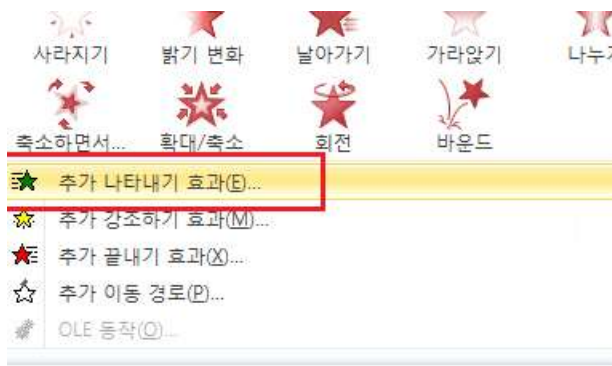 사라지기 밝기 변화 날아가기 가라앉기 나누기
축소하면서... 확대/축소 회전 바운드
추가 나타내기 효과(E)...
추가 강조하기 효과(M)...
추가 끝내기 효과(X)...
추가 이동 경로(P)...
OLE 동작(O)...